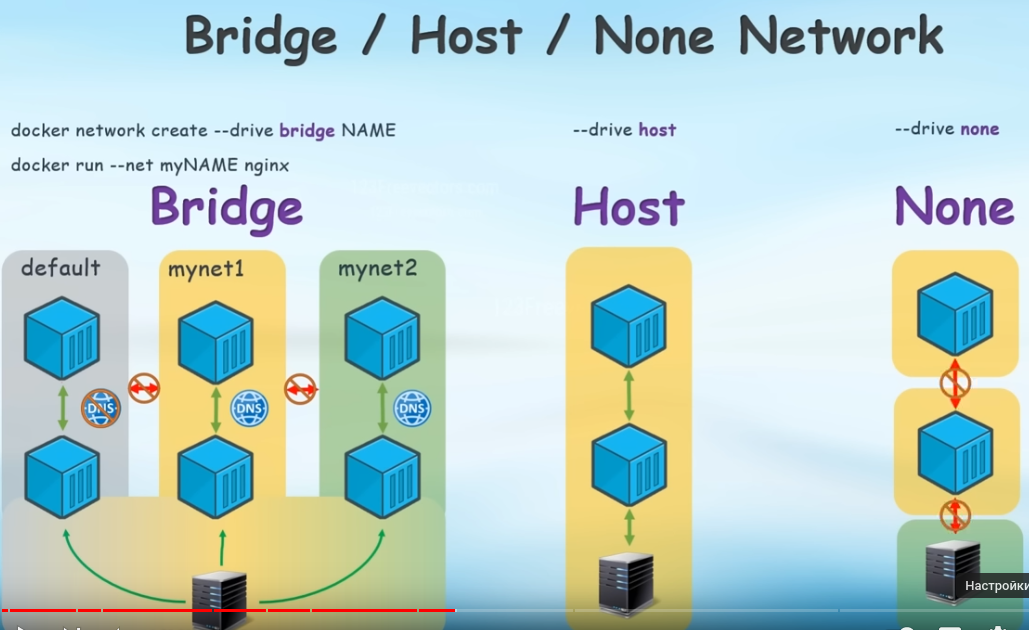 Bridge / Host / None Network
docker network create --drive bridge NAME
docker run --net myNAME nginx
--drive host
--drive none
Bridge
Host
None
default
mynet1
mynet2
DNS
DNS
DNS
Настройки